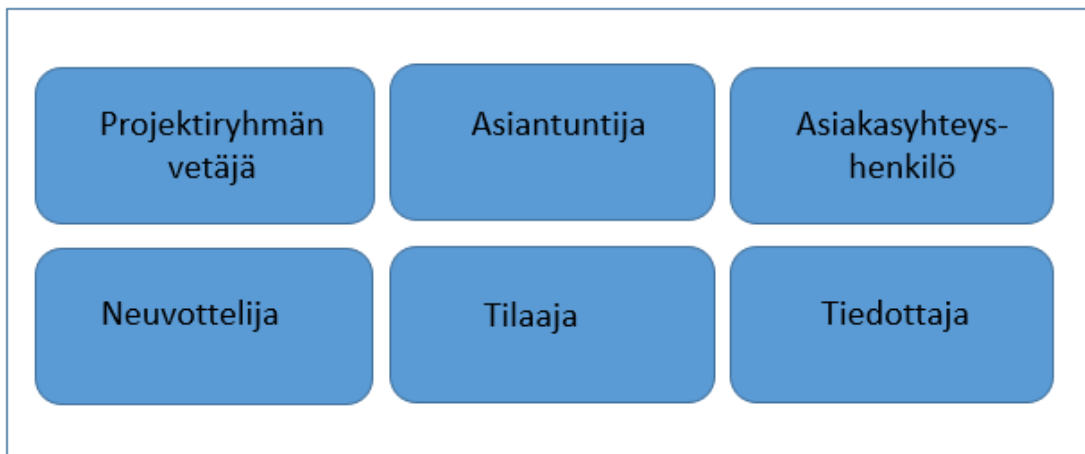 Projektiryhmän
vetäjä
Asiantuntija
Asiakasyhteys-
henkilö
Neuvottelija
Tilaaja
Tiedottaja